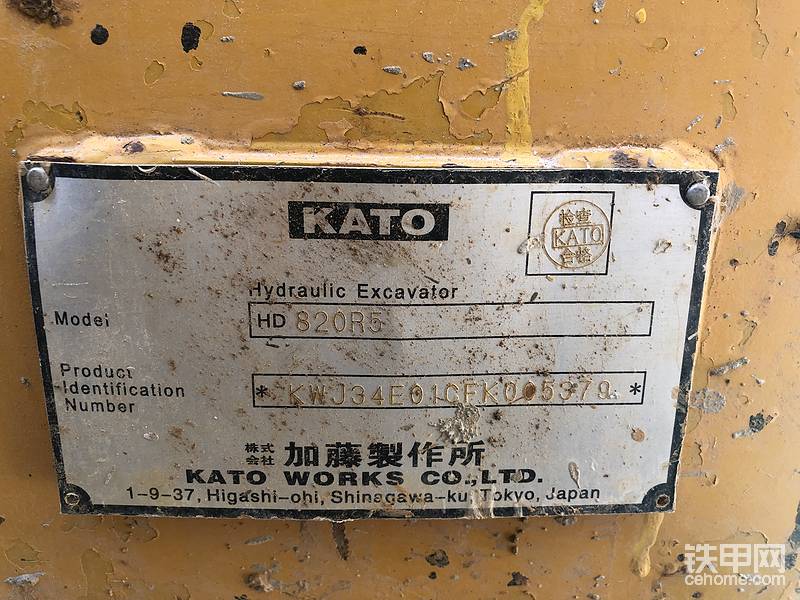 KATO
检查
KATO
合格
Hydraulic Excavator
Model
HD 820R5
Product
Identification
Number
* KWJ34E01CFK005379 *
株式会社 加藤製作所
KATO WORKS CO.,LTD.
1-9-37, Higashi-ohi, Shinagawa-ku, Tokyo, Japan
铁甲网
cehome.com